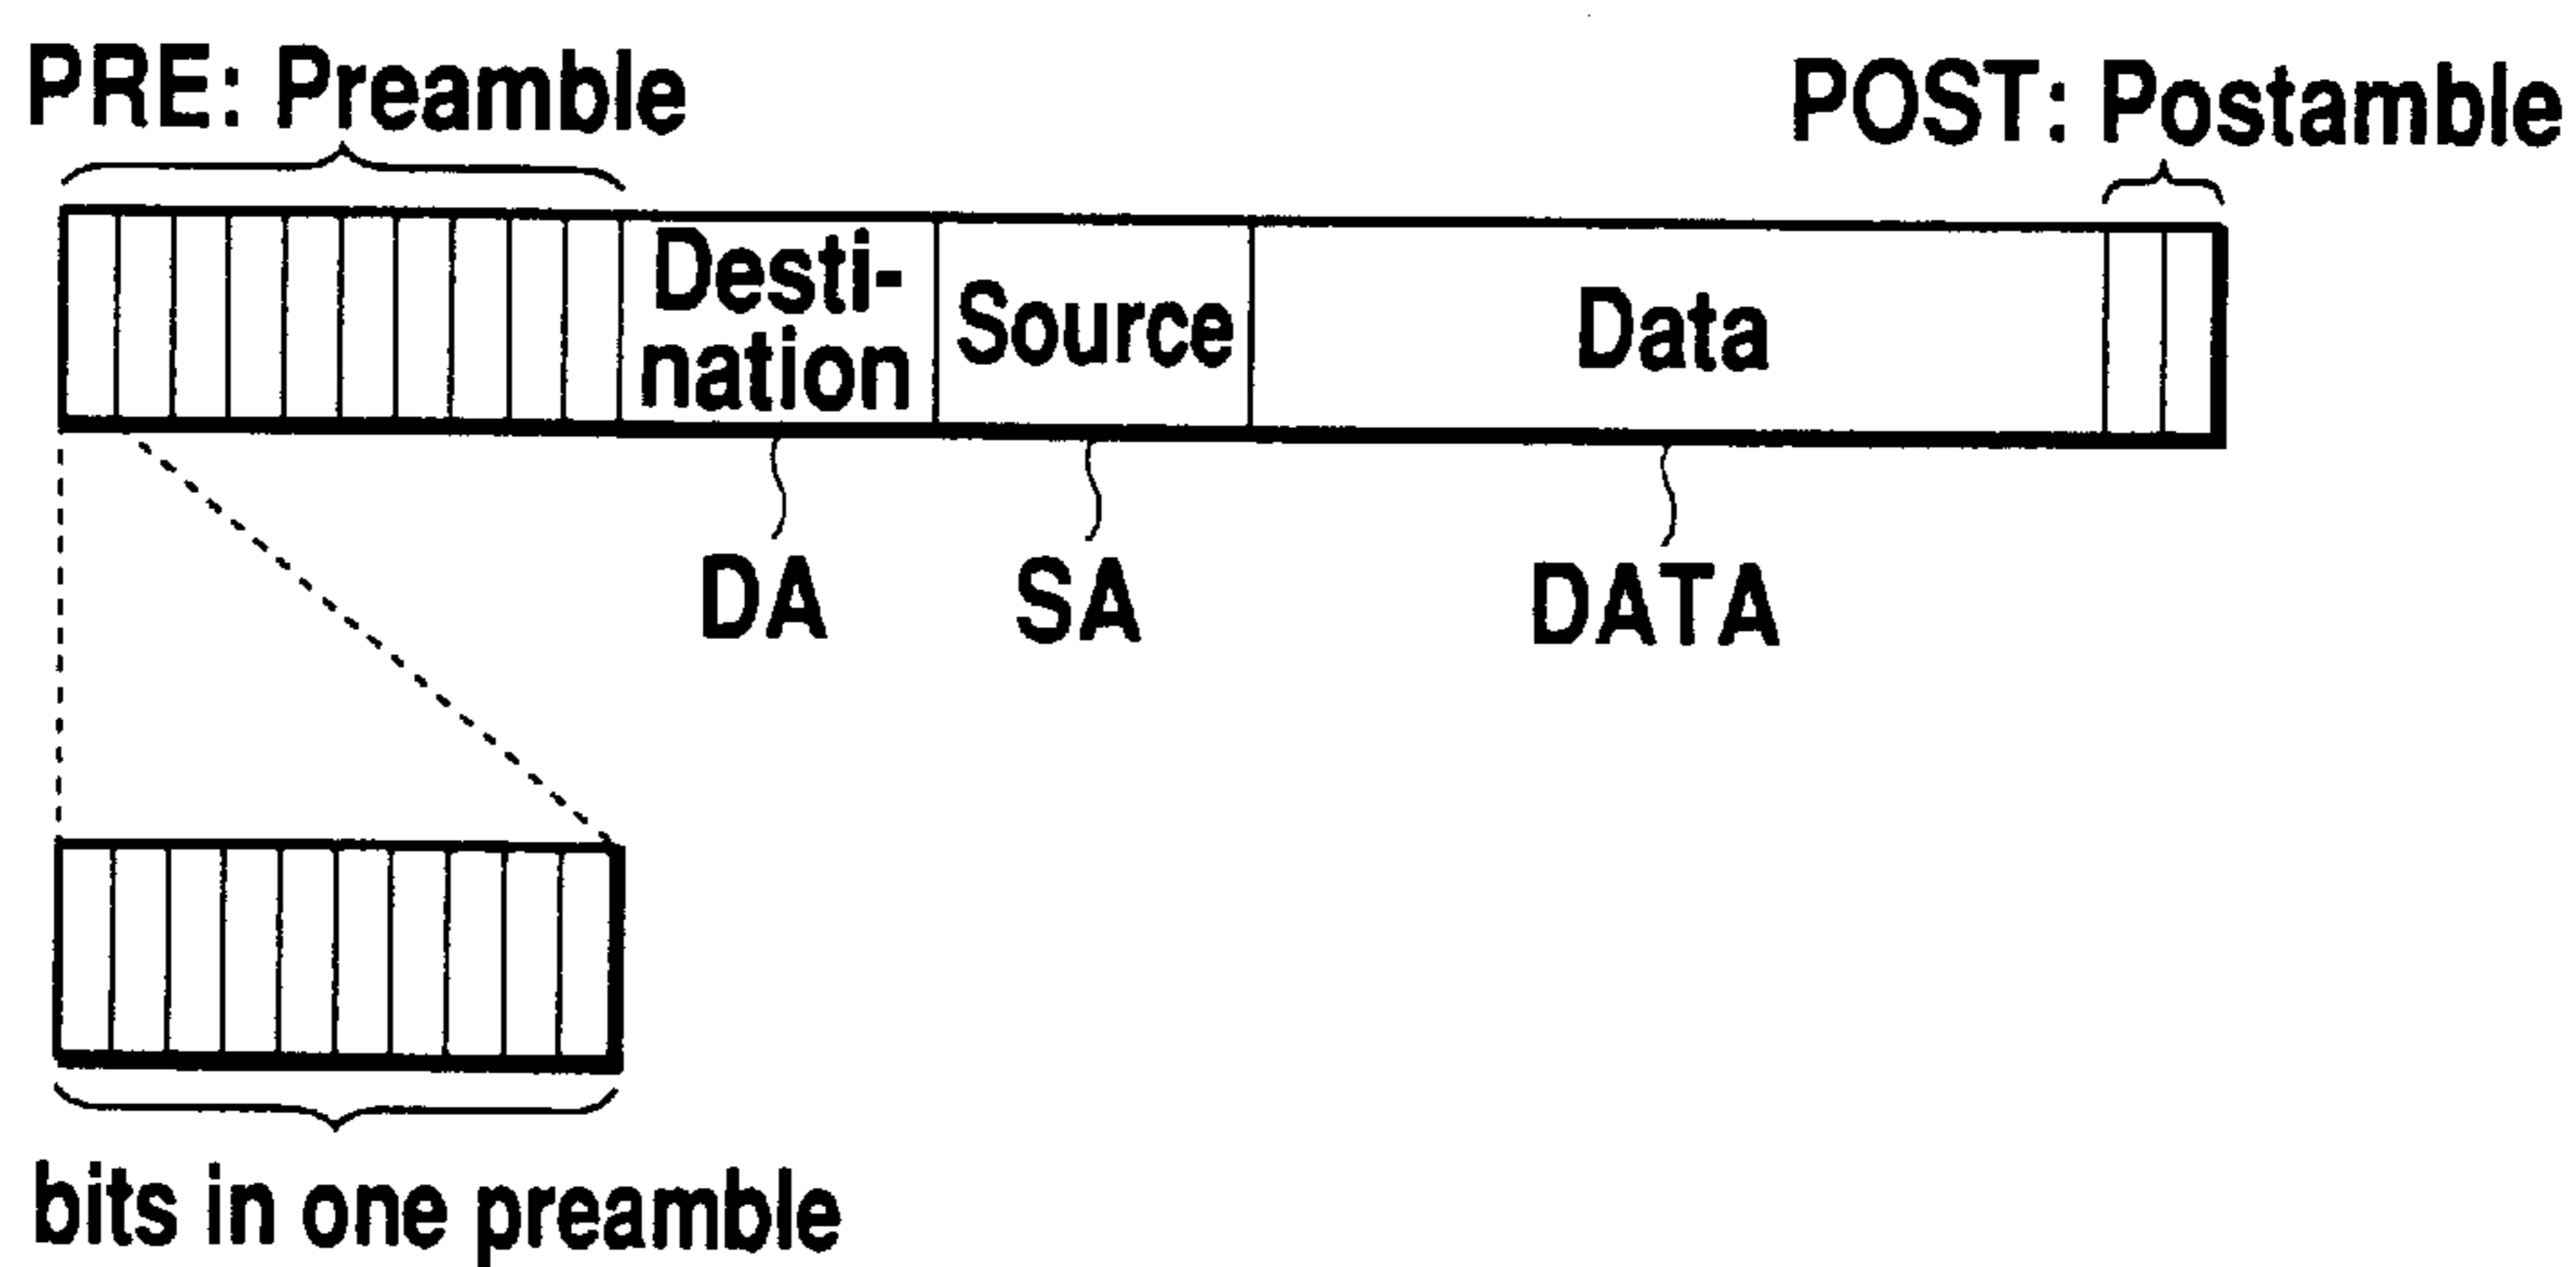 PRE: Preamble
POST: Postamble
Desti-
nation
Source
Data
DA
SA
DATA
bits in one preamble